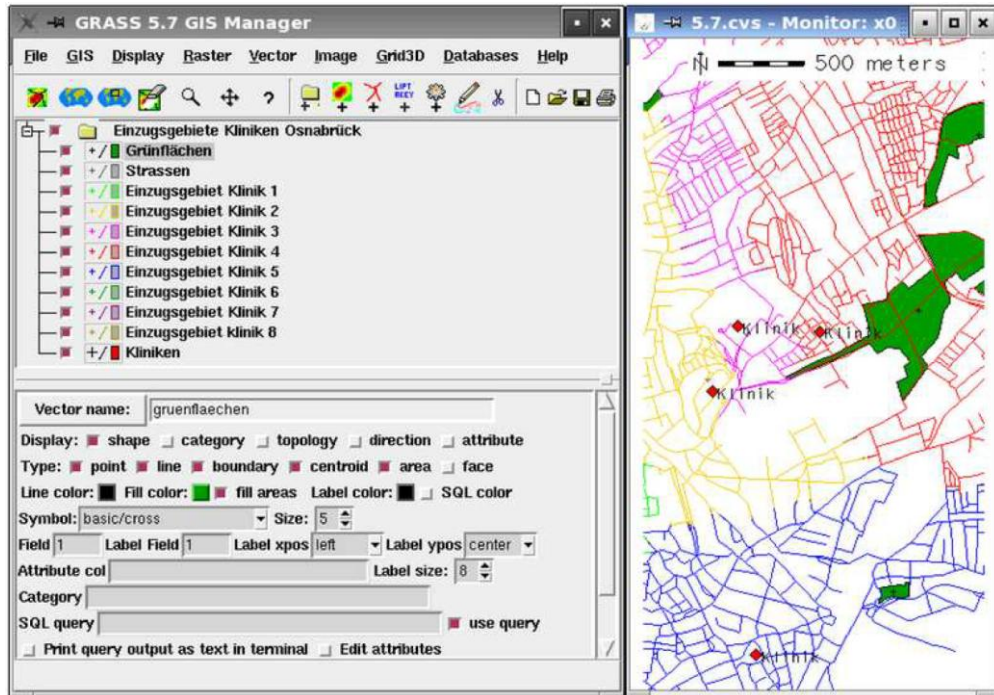 GRASS 5.7 GIS Manager
File GIS Display Raster Vector Image Grid3D Databases Help
?
Einzugsgebiete Kliniken Osnabrück
Grünflächen
Strassen
Einzugsgebiet Klinik 1
Einzugsgebiet Klinik 2
Einzugsgebiet Klinik 3
Einzugsgebiet Klinik 4
Einzugsgebiet Klinik 5
Einzugsgebiet Klinik 6
Einzugsgebiet Klinik 7
Einzugsgebiet klinik 8
Kliniken
Vector name: gruenflaechen
Display: shape category topology direction attribute
Type: point line boundary centroid area face
Line color: Fill color: fill areas Label color: SQL color
Symbol: basic/cross Size: 5
Field 1 Label Field 1 Label xpos left Label ypos center
Attribute col Label size: 8
Category
SQL query use query
Print query output as text in terminal Edit attributes
5.7.cvs - Monitor: x0
N 500 meters
Klinik Klinik
Klinik
Klinik